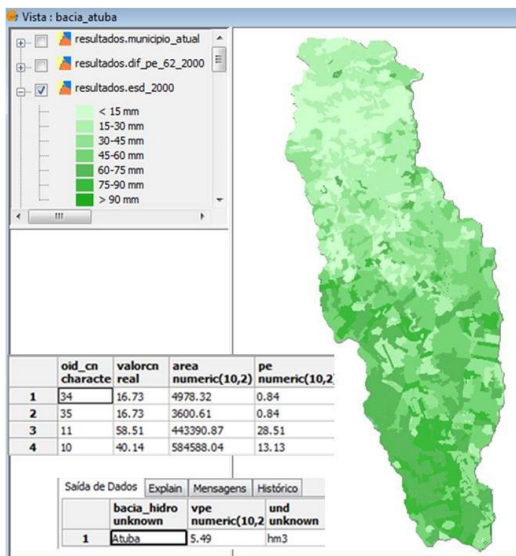 Vista : bacia_atuba
resultados.municipio_atual
resultados.dif_pe_62_2000
resultados.esd_2000
< 15 mm
15-30 mm
30-45 mm
45-60 mm
60-75 mm
75-90 mm
> 90 mm
oid_cn valorcn area pe
characte real numeric(10,2) numeric(10,2
1 34 16.73 4978.32 0.84
2 35 16.73 3600.61 0.84
3 11 58.51 443390.87 28.51
4 10 40.14 584588.04 13.13
Saída de Dados Explain Mensagens Histórico
bacia_hidro vpe und
unknown numeric(10,2 unknown
1 Atuba 5.49 hm3